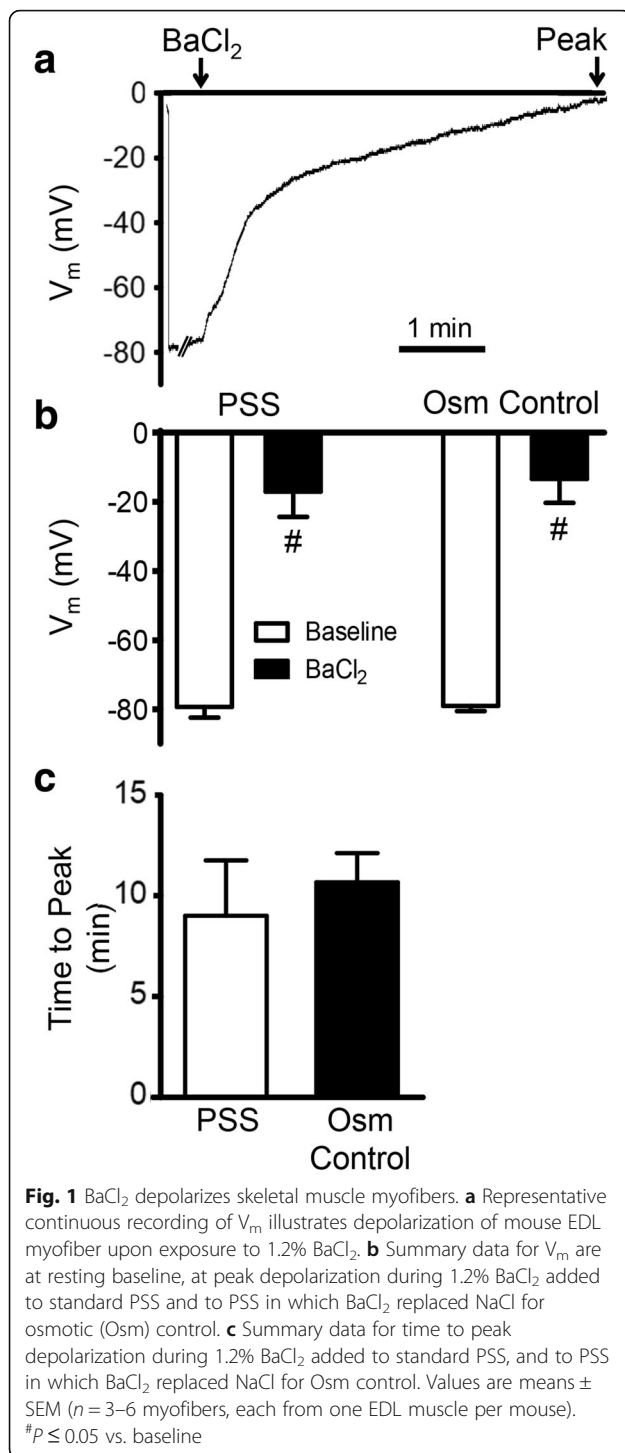 a
BaCl₂ Peak
0
-20
-40
-60
-80
Vₘ (mV)
1 min
b
PSS Osm Control
0
-20
-40
-60
-80
Vₘ (mV)
#
#
Baseline
BaCl₂
c
15
10
5
0
Time to Peak
(min)
PSS Osm
Control
Fig. 1 BaCl₂ depolarizes skeletal muscle myofibers. a Representative
continuous recording of Vₘ illustrates depolarization of mouse EDL
myofiber upon exposure to 1.2% BaCl₂. b Summary data for Vₘ are
at resting baseline, at peak depolarization during 1.2% BaCl₂ added
to standard PSS and to PSS in which BaCl₂ replaced NaCl for
osmotic (Osm) control. c Summary data for time to peak
depolarization during 1.2% BaCl₂ added to standard PSS, and to PSS
in which BaCl₂ replaced NaCl for Osm control. Values are means ±
SEM (n = 3–6 myofibers, each from one EDL muscle per mouse).
#P ≤ 0.05 vs. baseline